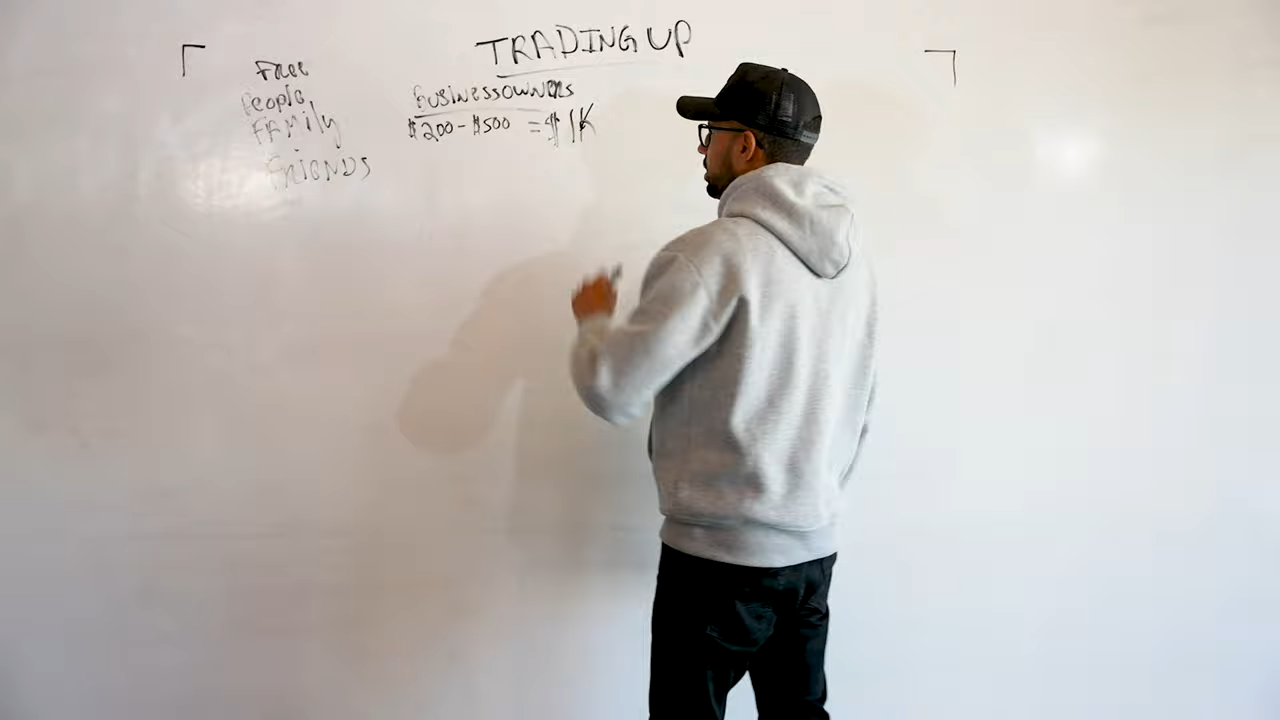 TRADING UP
Free
People
FAMily
FRIENDS
BUSINESSOWNERS
$200-$500 =$1K